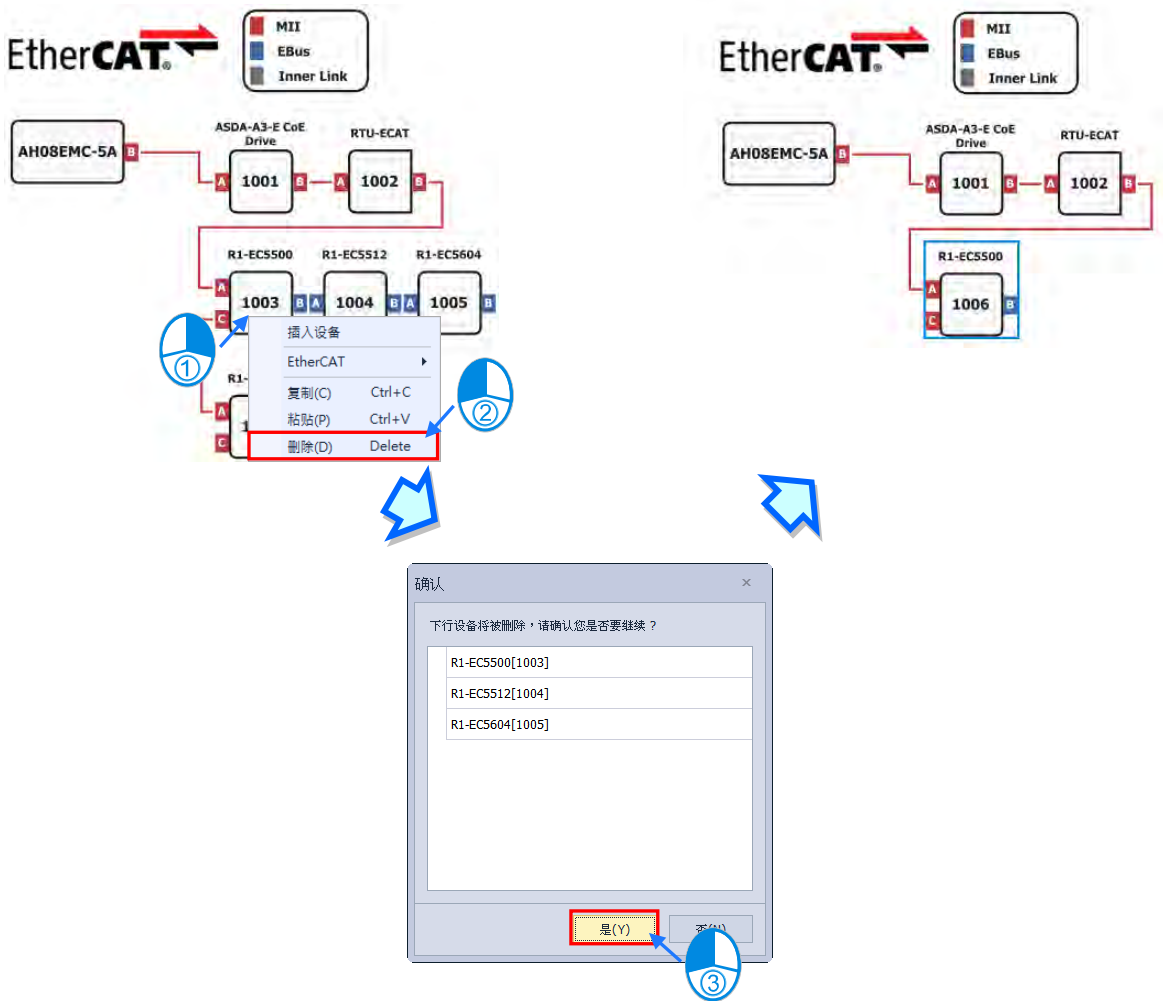 EtherCAT®
MII
EBus
Inner Link
AH08EMC-5A
B
ASDA-A3-E CoE
Drive
A
1001
B
RTU-ECAT
A
1002
B
R1-EC5500
A
C
1003
B
R1-EC5512
A
1004
B
R1-EC5604
A
1005
B
R1-
A
C
1
①
插入设备
EtherCAT
复制(C) Ctrl+C
粘贴(P) Ctrl+V
删除(D) Delete
②
EtherCAT®
MII
EBus
Inner Link
AH08EMC-5A
B
ASDA-A3-E CoE
Drive
A
1001
B
RTU-ECAT
A
1002
B
R1-EC5500
A
C
1006
B
确认 ×
下行设备将被删除，请确认您是否要继续？
R1-EC5500[1003]
R1-EC5512[1004]
R1-EC5604[1005]
是(Y)
否(N)
③